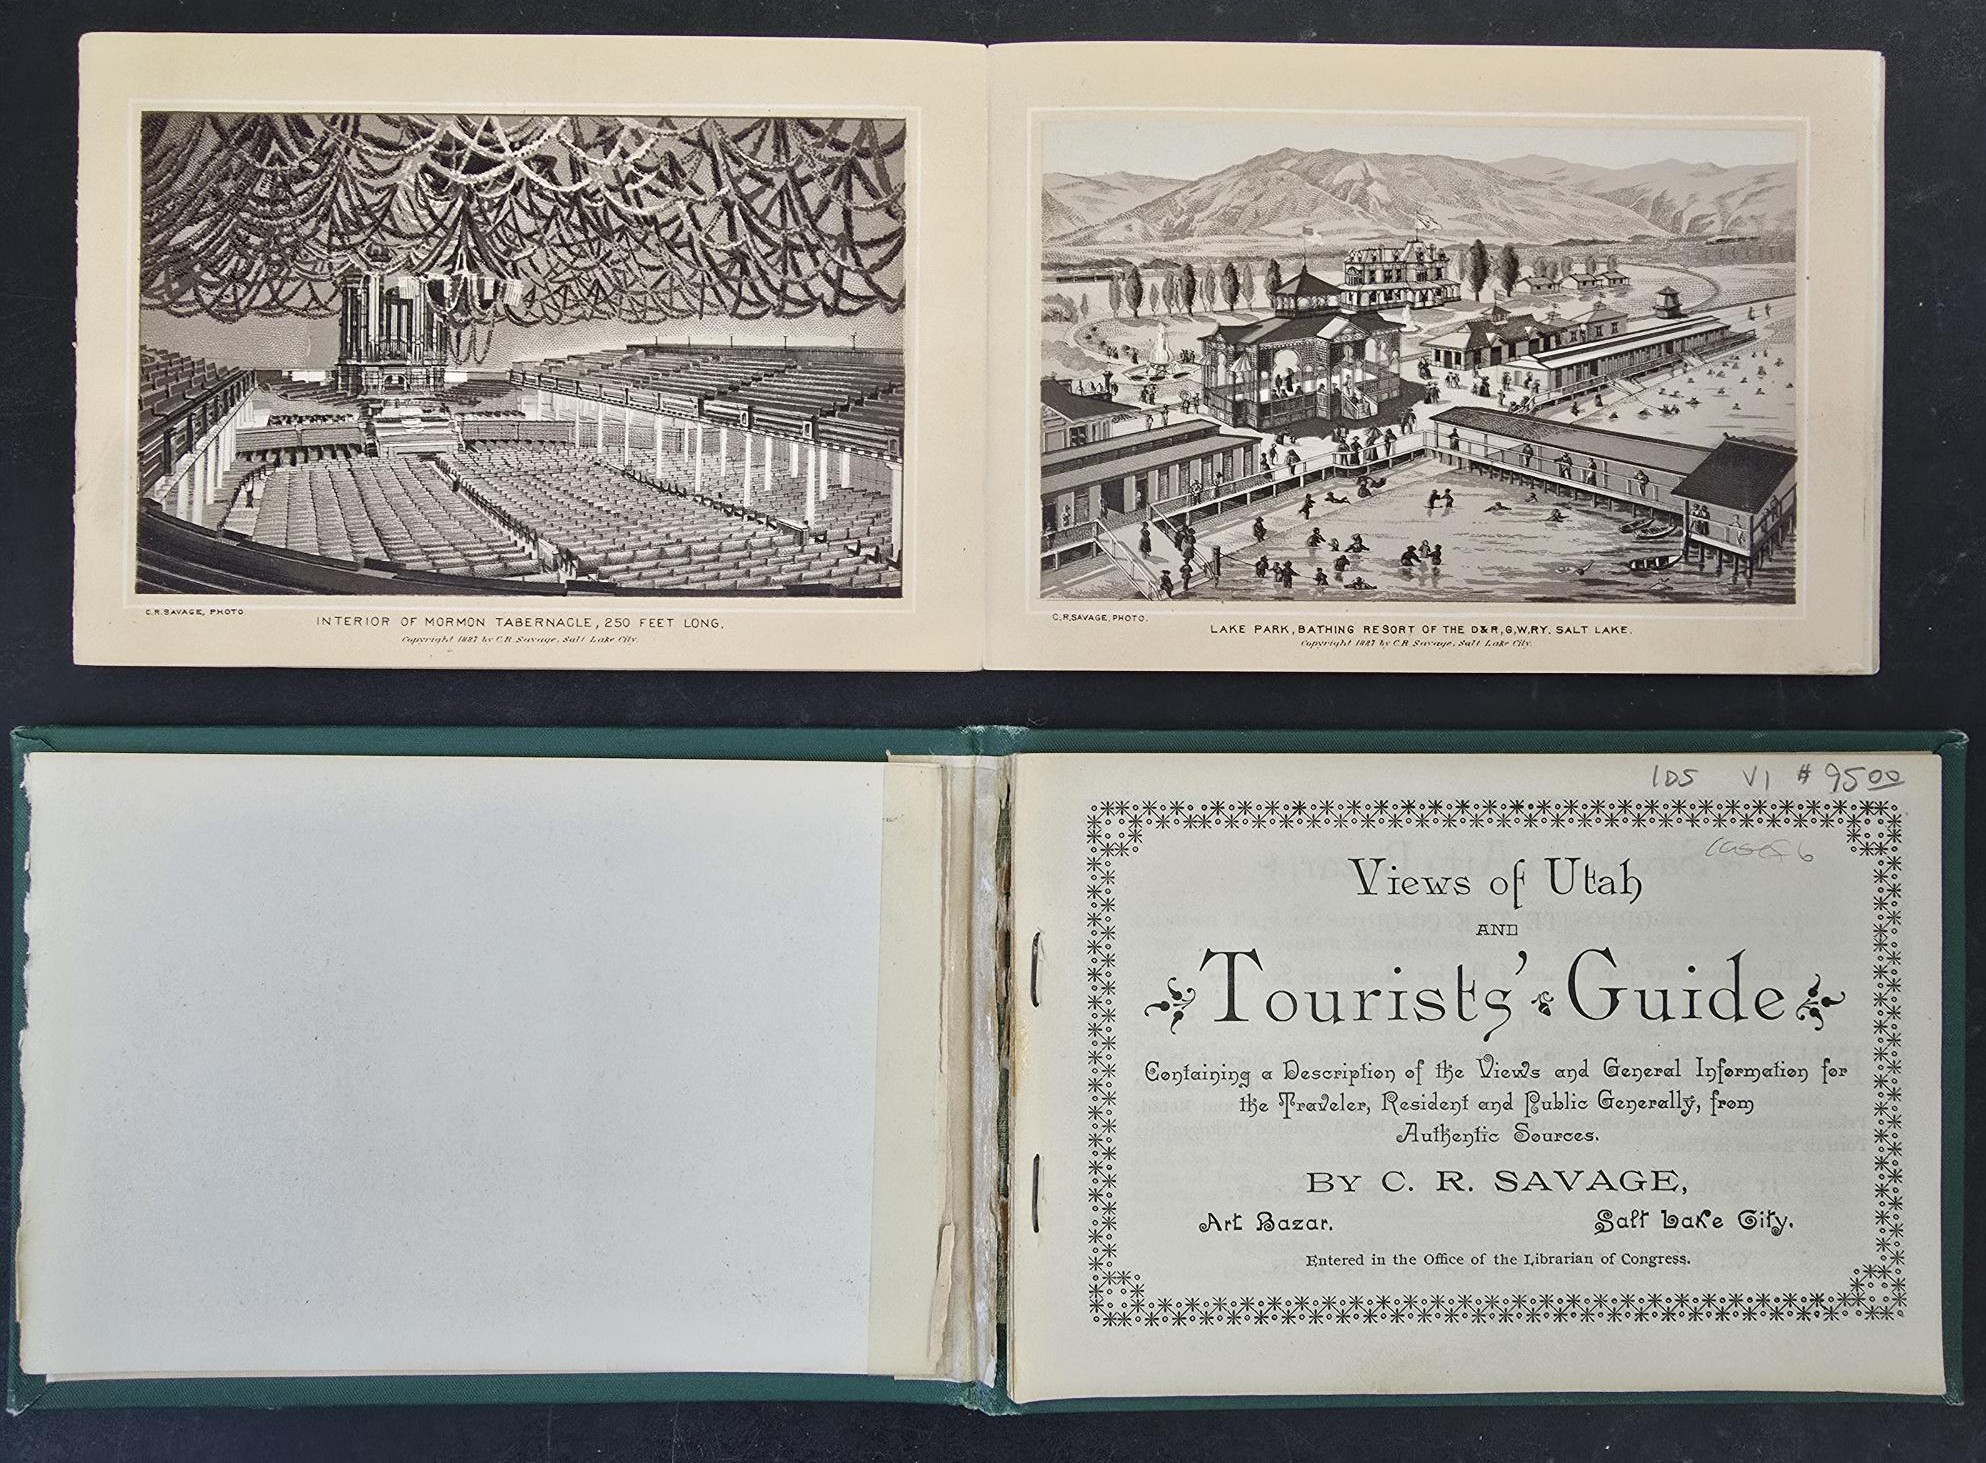 C.R.SAVAGE, PHOTO.
INTERIOR OF MORMON TABERNACLE, 250 FEET LONG.
Copyright 1887 by C.R. Savage, Salt Lake City.
C.R.SAVAGE, PHOTO.
LAKE PARK, BATHING RESORT OF THE D&R,G,W,RY. SALT LAKE.
Copyright 1887 by C.R. Savage, Salt Lake City.
IDS VI $9500
Views of Utah
AND
Tourists' Guide
Containing a Description of the Views and General Information for
the Traveler, Resident and Public Generally, from
Authentic Sources.
BY C. R. SAVAGE,
Art Bazar. Salt Lake City.
Entered in the Office of the Librarian of Congress.